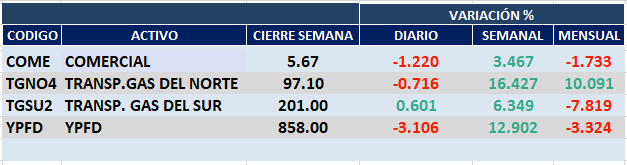 VARIACIÓN %
CODIGO ACTIVO CIERRE SEMANA DIARIO SEMANAL MENSUAL
COME COMERCIAL 5.67 -1.220 3.467 -1.733
TGNO4 TRANSP.GAS DEL NORTE 97.10 -0.716 16.427 10.091
TGSU2 TRANSP. GAS DEL SUR 201.00 0.601 6.349 -7.819
YPFD YPFD 858.00 -3.106 12.902 -3.324